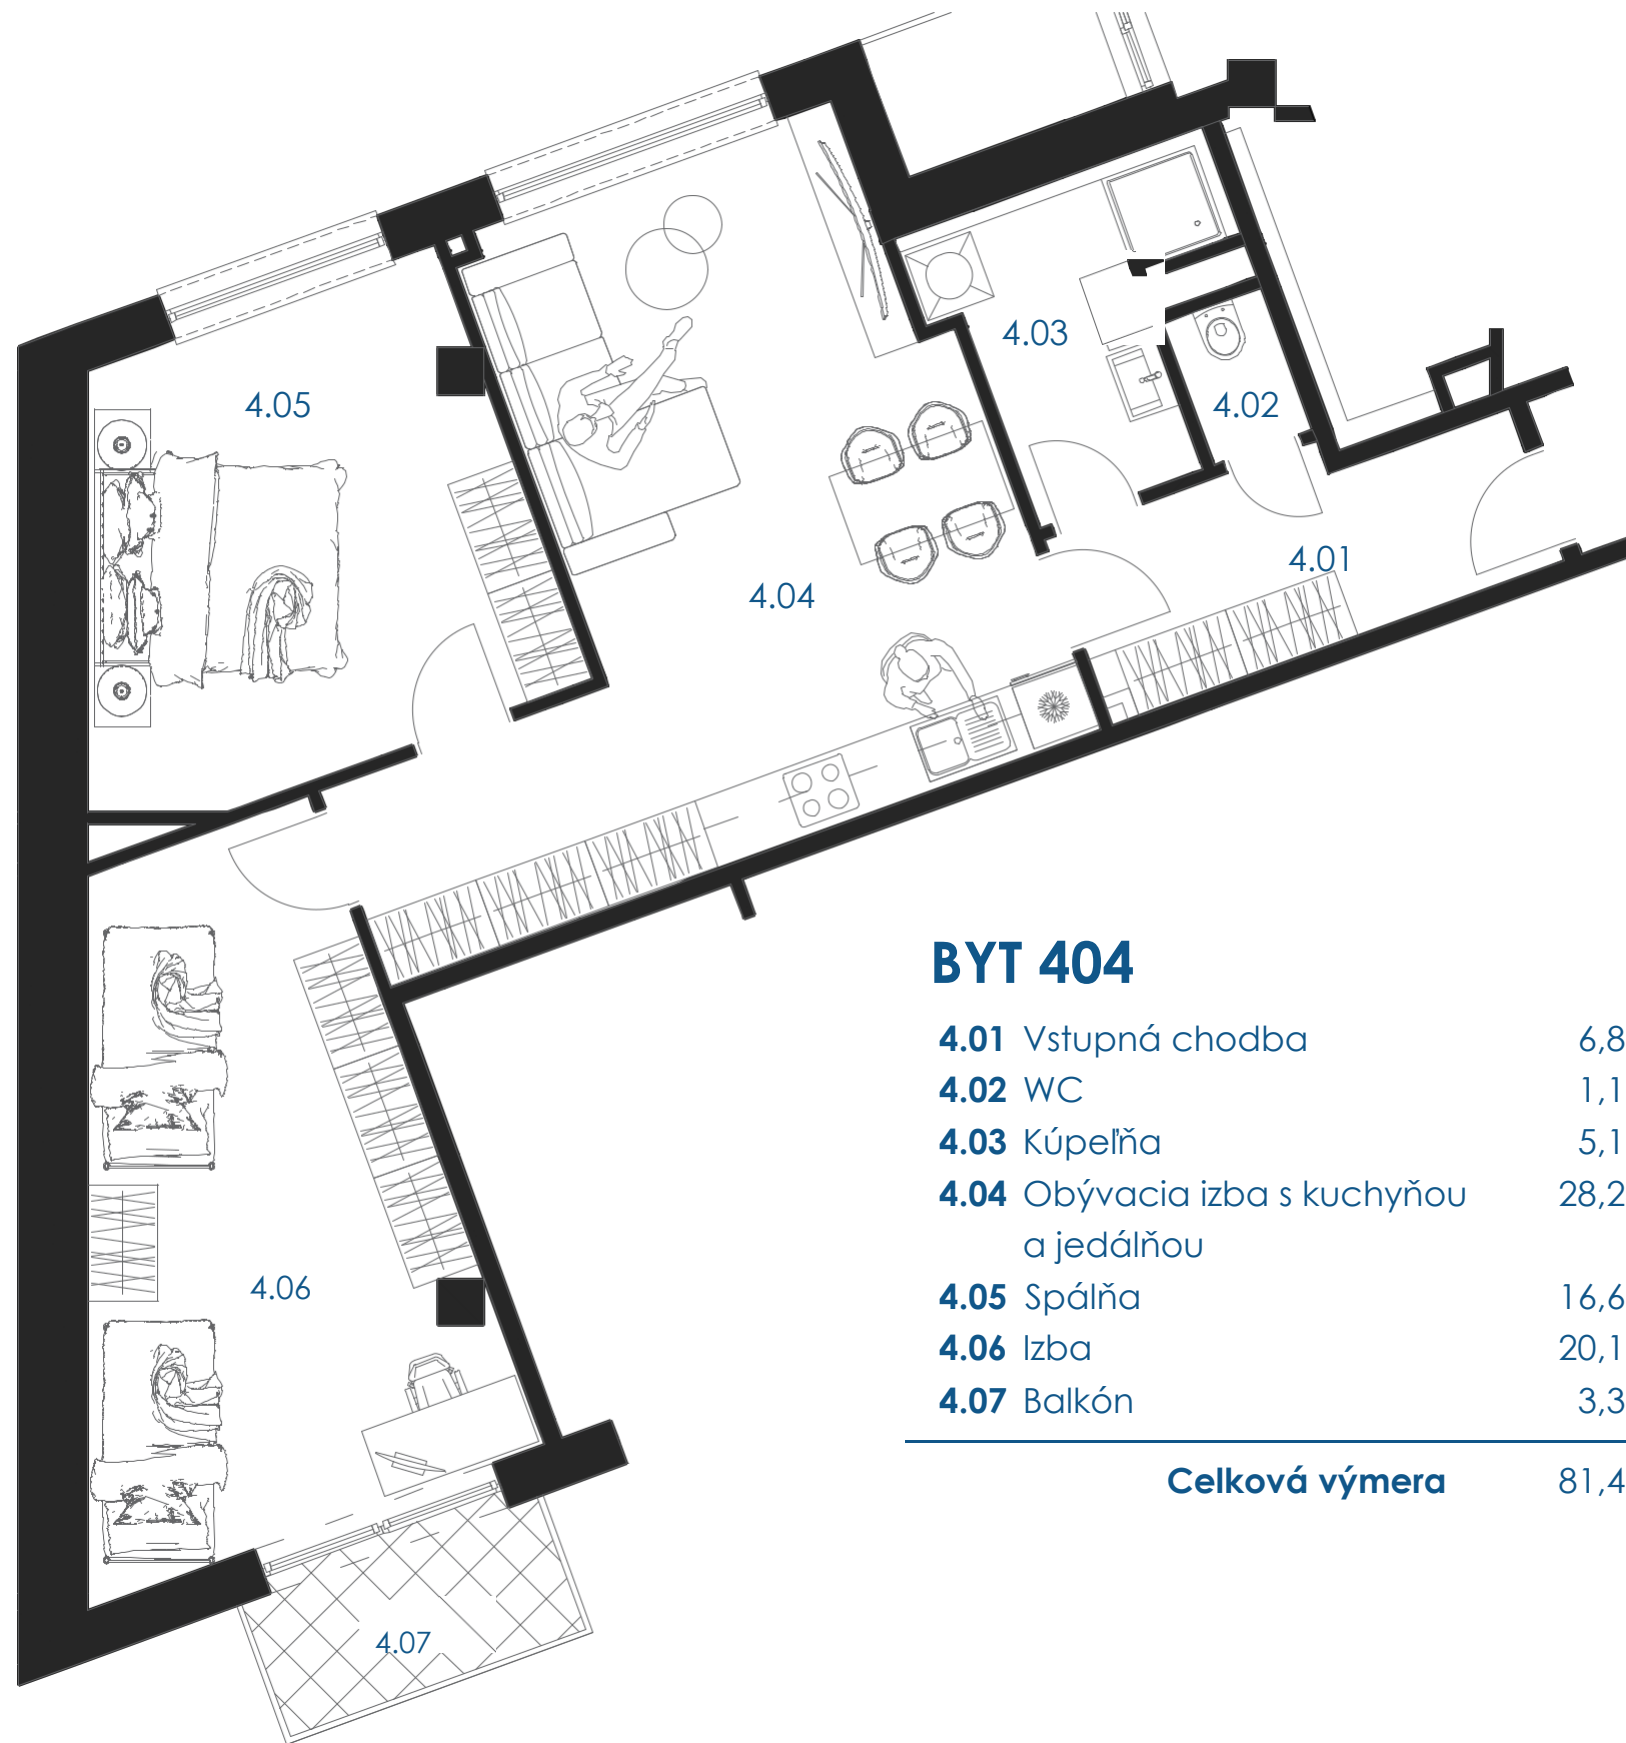 4.03
4.05
4.02
4.01
4.04
BYT 404
4.01 Vstupná chodba 6,8
4.02 WC 1,1
4.03 Kúpeľňa 5,1
4.04 Obývacia izba s kuchyňou 28,2
a jedálňou
4.05 Spálňa 16,6
4.06 Izba 20,1
4.07 Balkón 3,3
Celková výmera 81,4
4.06
4.07